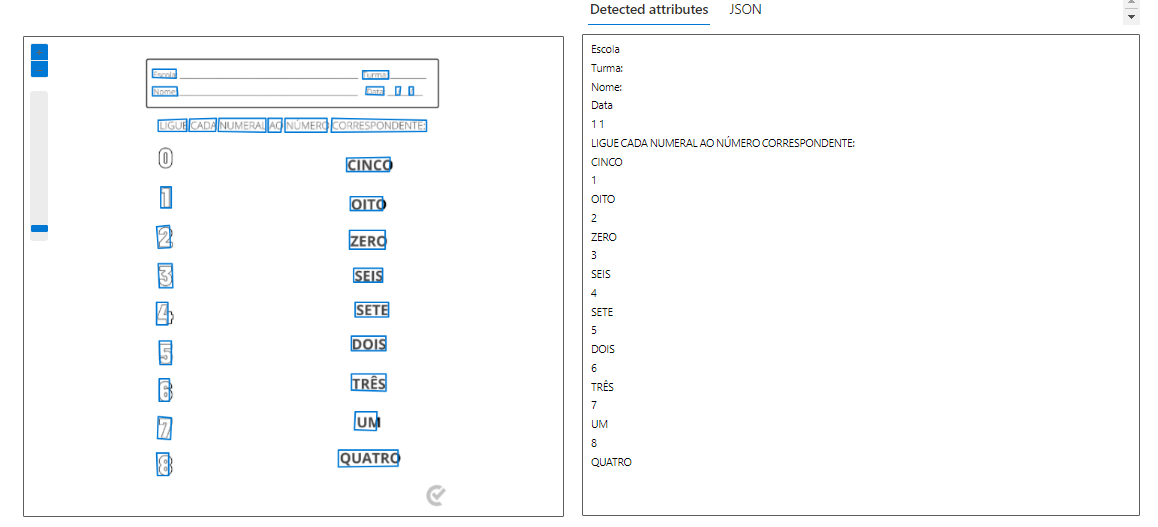 Detected attributes JSON
Escola Turma:
Nome: Data / /
LIGUE CADA NUMERAL AO NÚMERO CORRESPONDENTE:
0 CINCO
1 OITO
2 ZERO
3 SEIS
4 SETE
5 DOIS
6 TRÊS
7 UM
8 QUATRO
Escola
Turma:
Nome:
Data
1 1
LIGUE CADA NUMERAL AO NÚMERO CORRESPONDENTE:
CINCO
1
OITO
2
ZERO
3
SEIS
4
SETE
5
DOIS
6
TRÊS
7
UM
8
QUATRO